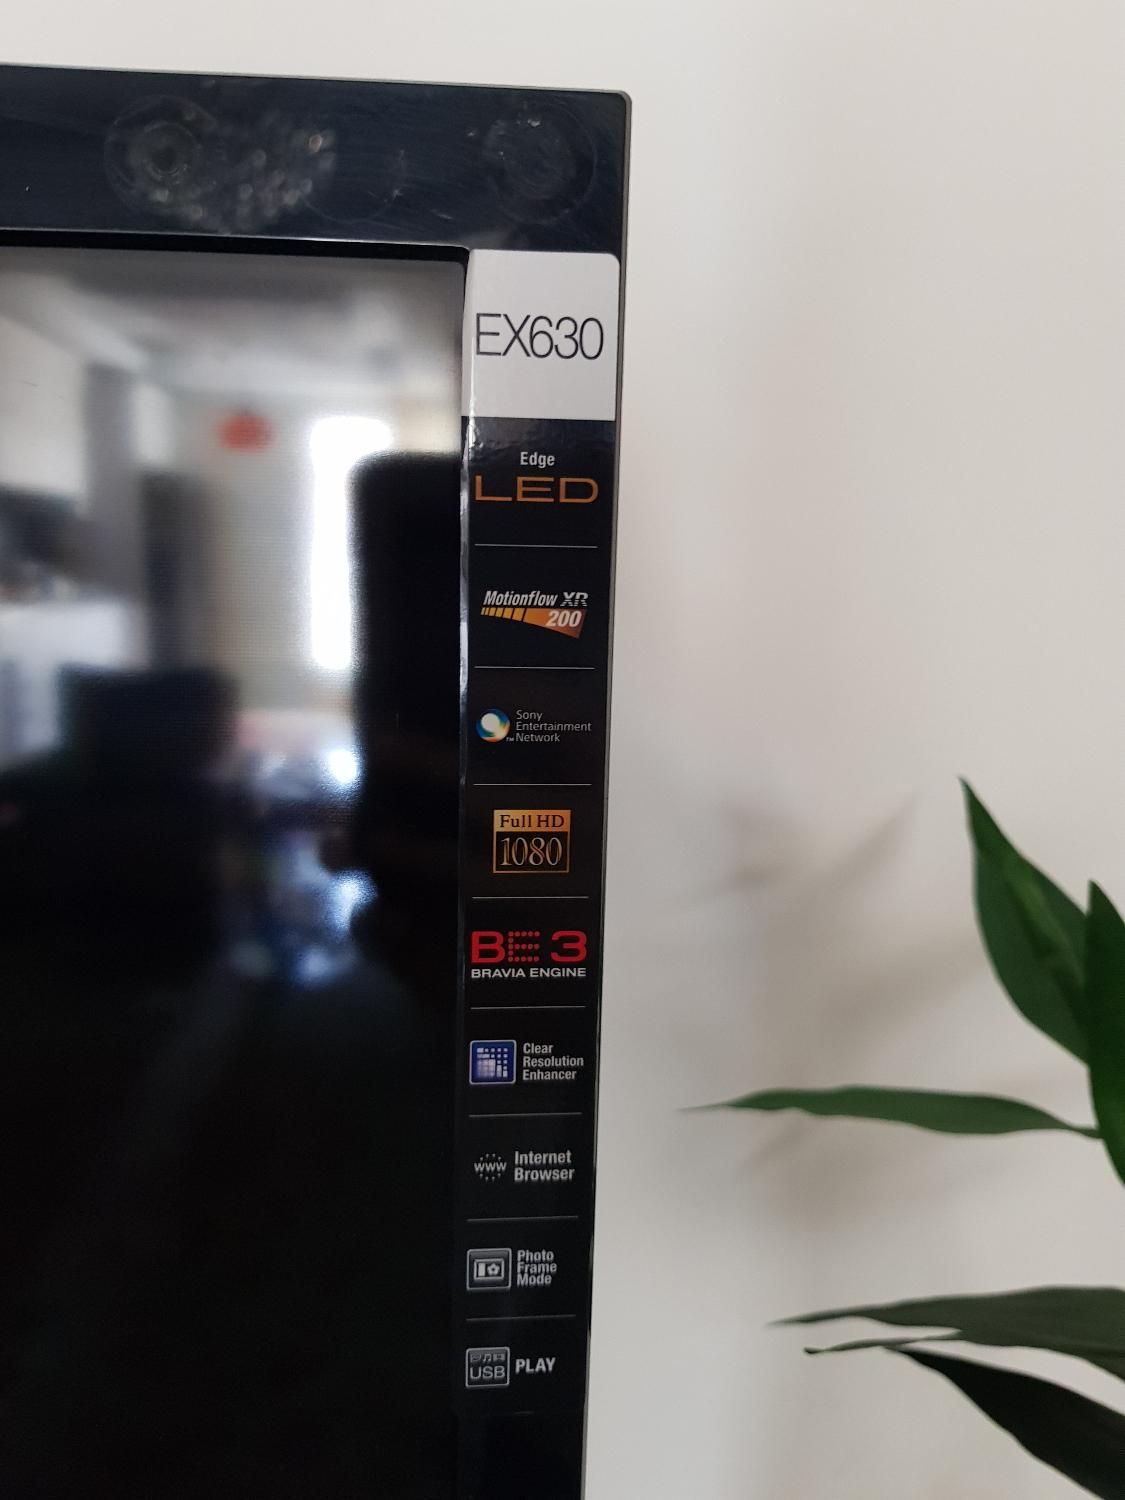 EX630
Edge
LED
Motionflow XR
200
Sony
Entertainment
™ Network
Full HD
1080
BE 3
BRAVIA ENGINE
Clear
Resolution
Enhancer
www
Internet
Browser
Photo
Frame
Mode
USB
PLAY